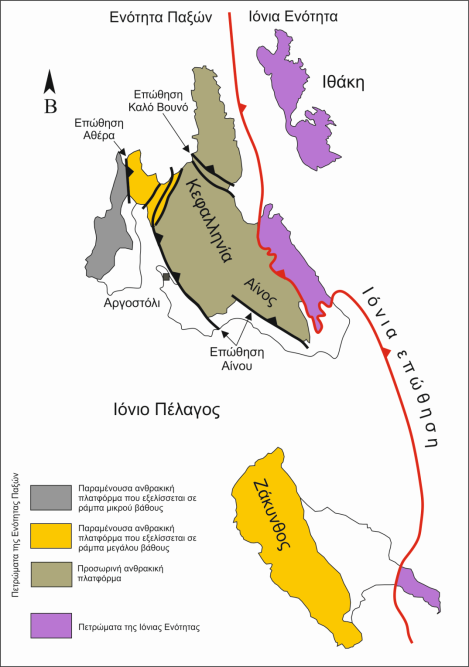 Ενότητα Παξών
Ιόνια Ενότητα
Ιθάκη
Β
Επώθηση
Καλό Βουνό
Επώθηση
Αθέρα
Κεφαλληνία
Αίνος
Αργοστόλι
Επώθηση
Αίνου
Ιόνια επώθηση
Ιόνιο Πέλαγος
Ζάκυνθος
Πετρώματα της Ενότητας Παξών
Παραμένουσα ανθρακική
πλατφόρμα που εξελίσσεται σε
ράμπα μικρού βάθους
Παραμένουσα ανθρακική
πλατφόρμα που εξελίσσεται σε
ράμπα μεγάλου βάθους
Προσωρινή ανθρακική
πλατφόρμα
Πετρώματα της Ιόνιας Ενότητας